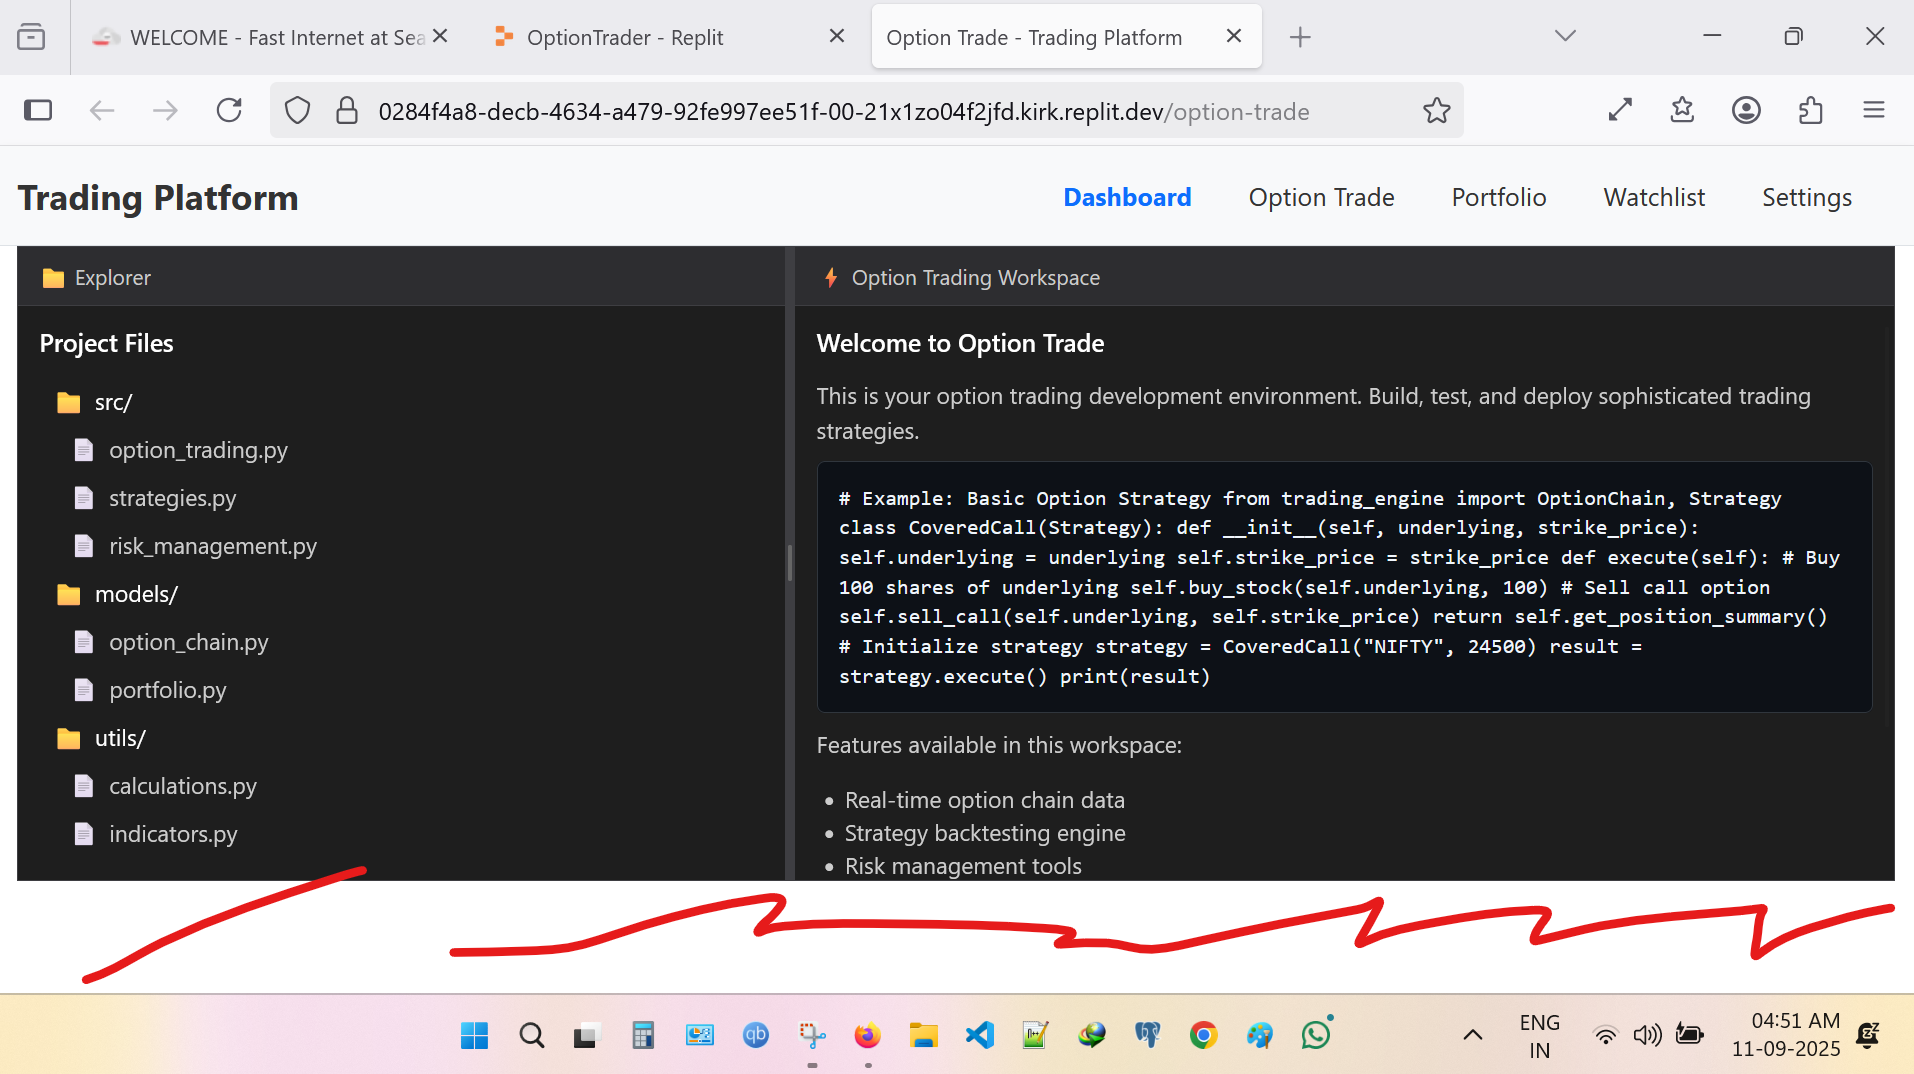 WELCOME - Fast Internet at Sea
OptionTrader - Replit
Option Trade - Trading Platform
0284f4a8-decb-4634-a479-92fe997ee51f-00-21x1zo04f2jfd.kirk.replit.dev/option-trade
Trading Platform
Dashboard
Option Trade
Portfolio
Watchlist
Settings
Explorer
Project Files
src/
option_trading.py
strategies.py
risk_management.py
models/
option_chain.py
portfolio.py
utils/
calculations.py
indicators.py
Option Trading Workspace
Welcome to Option Trade
This is your option trading development environment. Build, test, and deploy sophisticated trading
strategies.
# Example: Basic Option Strategy from trading_engine import OptionChain, Strategy
class CoveredCall(Strategy): def __init__(self, underlying, strike_price):
self.underlying = underlying self.strike_price = strike_price def execute(self): # Buy
100 shares of underlying self.buy_stock(self.underlying, 100) # Sell call option
self.sell_call(self.underlying, self.strike_price) return self.get_position_summary()
# Initialize strategy strategy = CoveredCall("NIFTY", 24500) result =
strategy.execute() print(result)
Features available in this workspace:
• Real-time option chain data
• Strategy backtesting engine
• Risk management tools
qb
ENG
IN
04:51 AM
11-09-2025